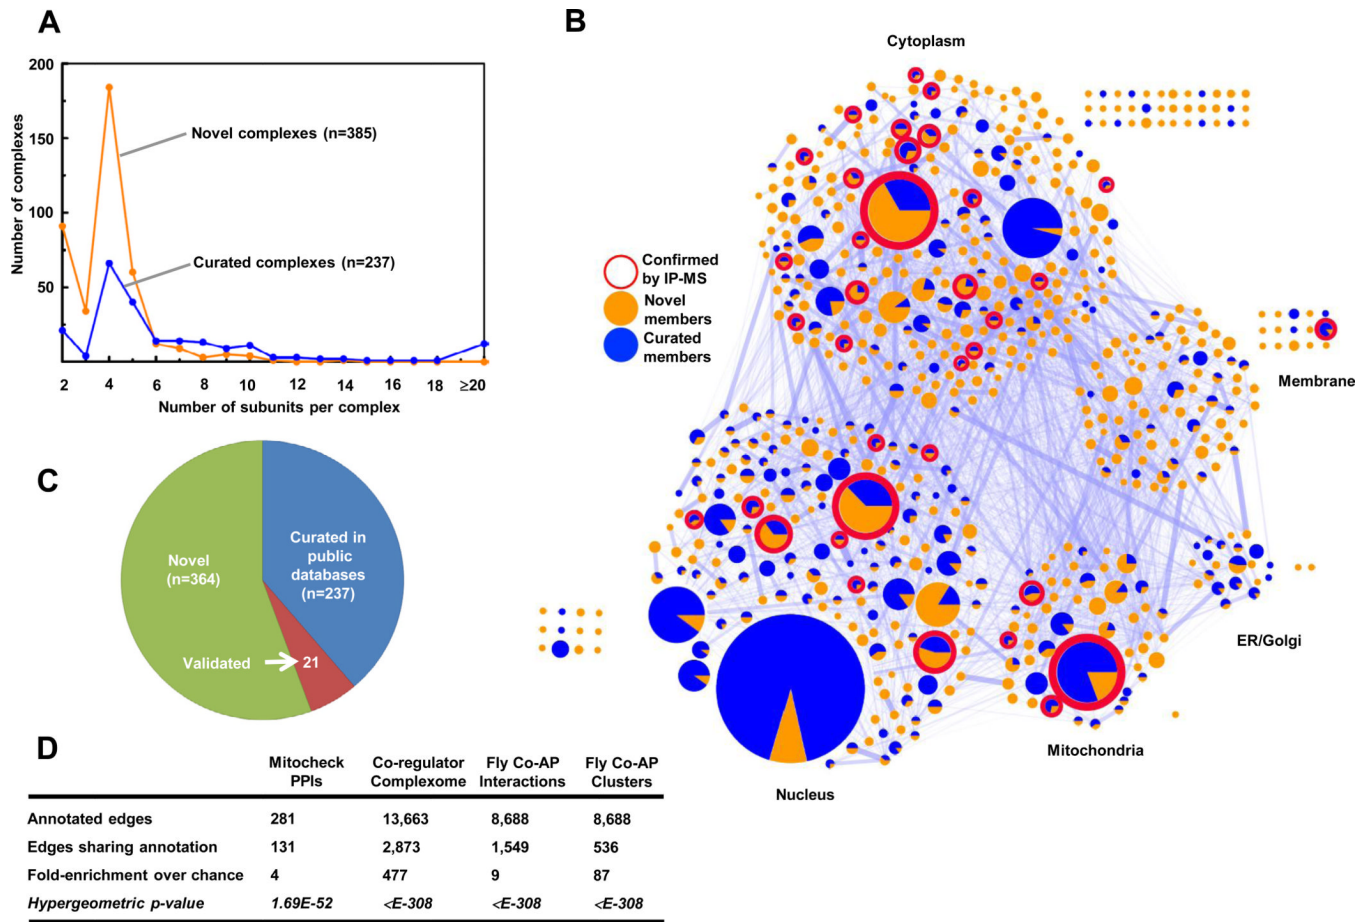 A
200
150
100
50
Number of complexes
Novel complexes (n=385)
Curated complexes (n=237)
2 4 6 8 10 12 14 16 18 ≥20
Number of subunits per complex
B
Cytoplasm
Confirmed
by IP-MS
Novel
members
Curated
members
Membrane
ER/Golgi
Mitochondria
Nucleus
C
Novel
(n=364)
Curated in
public
databases
(n=237)
Validated
21
D
Mitocheck Co-regulator Fly Co-AP Fly Co-AP
PPIs Complexome Interactions Clusters
Annotated edges 281 13,663 8,688 8,688
Edges sharing annotation 131 2,873 1,549 536
Fold-enrichment over chance 4 477 9 87
Hypergeometric p-value 1.69E-52 <E-308 <E-308 <E-308